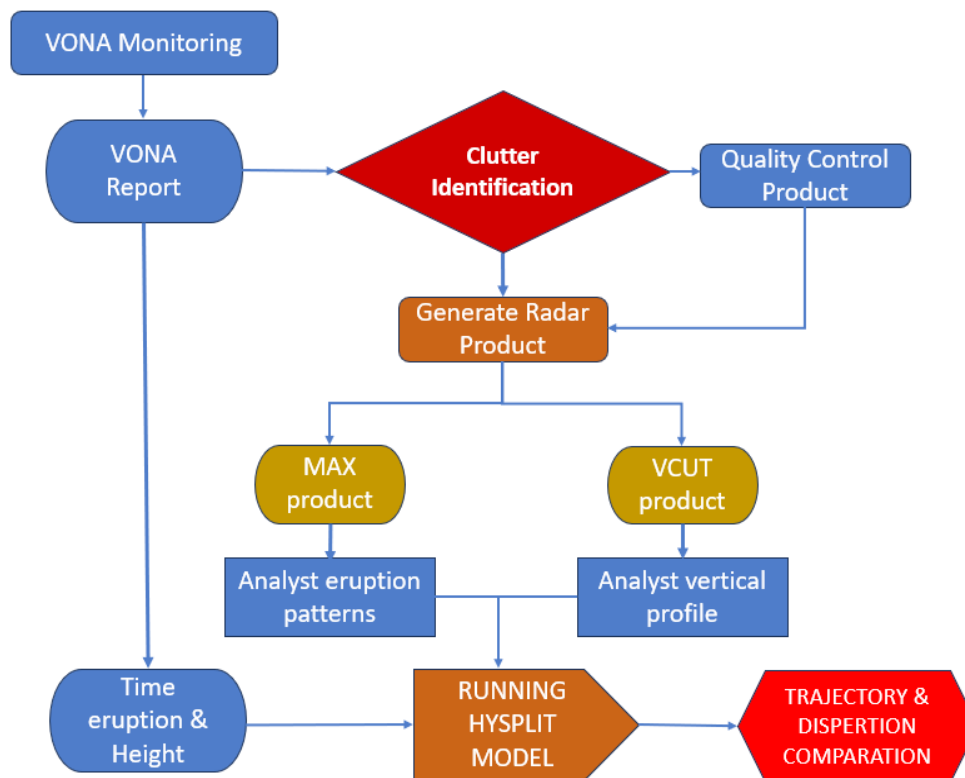 VONA Monitoring
VONA
Report
Clutter
Identification
Quality Control
Product
Generate Radar
Product
MAX
product
VCUT
product
Analyst eruption
patterns
Analyst vertical
profile
Time
eruption &
Height
RUNNING
HYSPLIT
MODEL
TRAJECTORY &
DISPERTION
COMPARATION